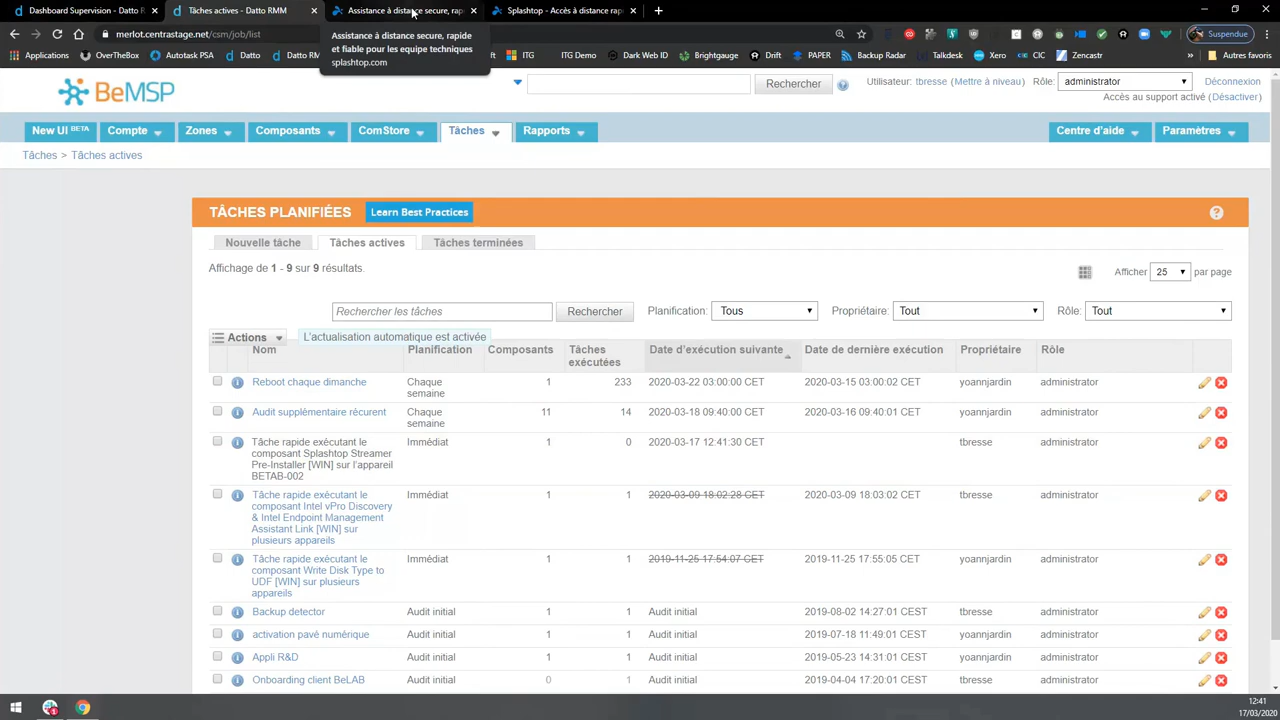 Dashboard Supervision - Datto R
Tâches actives - Datto RMM
Assistance à distance secure, rap
Splashtop - Accès à distance rap
merlot.centrastage.net/csm/job/list
Suspendue
Assistance à distance secure, rapide
et fiable pour les equipe techniques
splashtop.com
Applications
OverTheBox
Autotask PSA
Datto
Datto RM
ITG
ITG Demo
Dark Web ID
Brightgauge
Drift
PAPER
Backup Radar
Talkdesk
Xero
CIC
Zencastr
Autres favoris
BeMSP
Rechercher
Utilisateur: tbresse (Mettre à niveau)
Rôle:
administrator
Déconnexion
Accès au support activé (Désactiver)
New UI BETA
Compte
Zones
Composants
ComStore
Tâches
Rapports
Centre d'aide
Paramètres
Tâches > Tâches actives
TÂCHES PLANIFIÉES
Learn Best Practices
Nouvelle tâche
Tâches actives
Tâches terminées
Affichage de 1 - 9 sur 9 résultats.
Afficher 25 par page
Rechercher les tâches
Rechercher
Planification: Tous
Propriétaire: Tout
Rôle: Tout
Actions
L'actualisation automatique est activée
Nom
Planification
Composants
Tâches
exécutées
Date d'exécution suivante
Date de dernière exécution
Propriétaire
Rôle
Reboot chaque dimanche
Chaque
semaine
1
233
2020-03-22 03:00:00 CET
2020-03-15 03:00:02 CET
yoannjardin
administrator
Audit supplémentaire récurent
Chaque
semaine
11
14
2020-03-18 09:40:00 CET
2020-03-16 09:40:01 CET
yoannjardin
administrator
Tâche rapide exécutant le
composant Splashtop Streamer
Pre-Installer [WIN] sur l'appareil
BETAB-002
Immédiat
1
0
2020-03-17 12:41:30 CET
tbresse
administrator
Tâche rapide exécutant le
composant Intel vPro Discovery
& Intel Endpoint Management
Assistant Link [WIN] sur
plusieurs appareils
Immédiat
1
1
2020-03-09 18:02:28 CET
2020-03-09 18:03:02 CET
tbresse
administrator
Tâche rapide exécutant le
composant Write Disk Type to
UDF [WIN] sur plusieurs
appareils
Immédiat
1
1
2019-11-25 17:54:07 CET
2019-11-25 17:55:05 CET
yoannjardin
administrator
Backup detector
Audit initial
1
1
Audit initial
2019-08-02 14:27:01 CEST
tbresse
administrator
activation pavé numérique
Audit initial
1
1
Audit initial
2019-07-18 11:49:01 CEST
yoannjardin
administrator
Appli R&D
Audit initial
1
1
Audit initial
2019-05-23 14:31:01 CEST
yoannjardin
administrator
Onboarding client BeLAB
Audit initial
0
1
Audit initial
2019-04-04 17:20:01 CEST
tbresse
administrator
12:41
17/03/2020